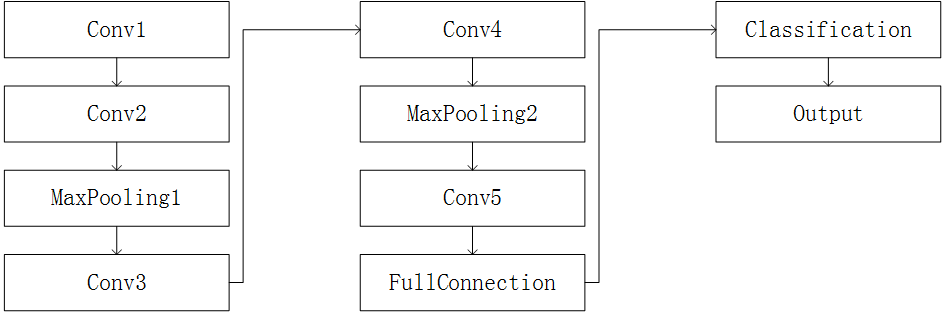 Conv1
Conv2
MaxPooling1
Conv3
Conv4
MaxPooling2
Conv5
FullConnection
Classification
Output